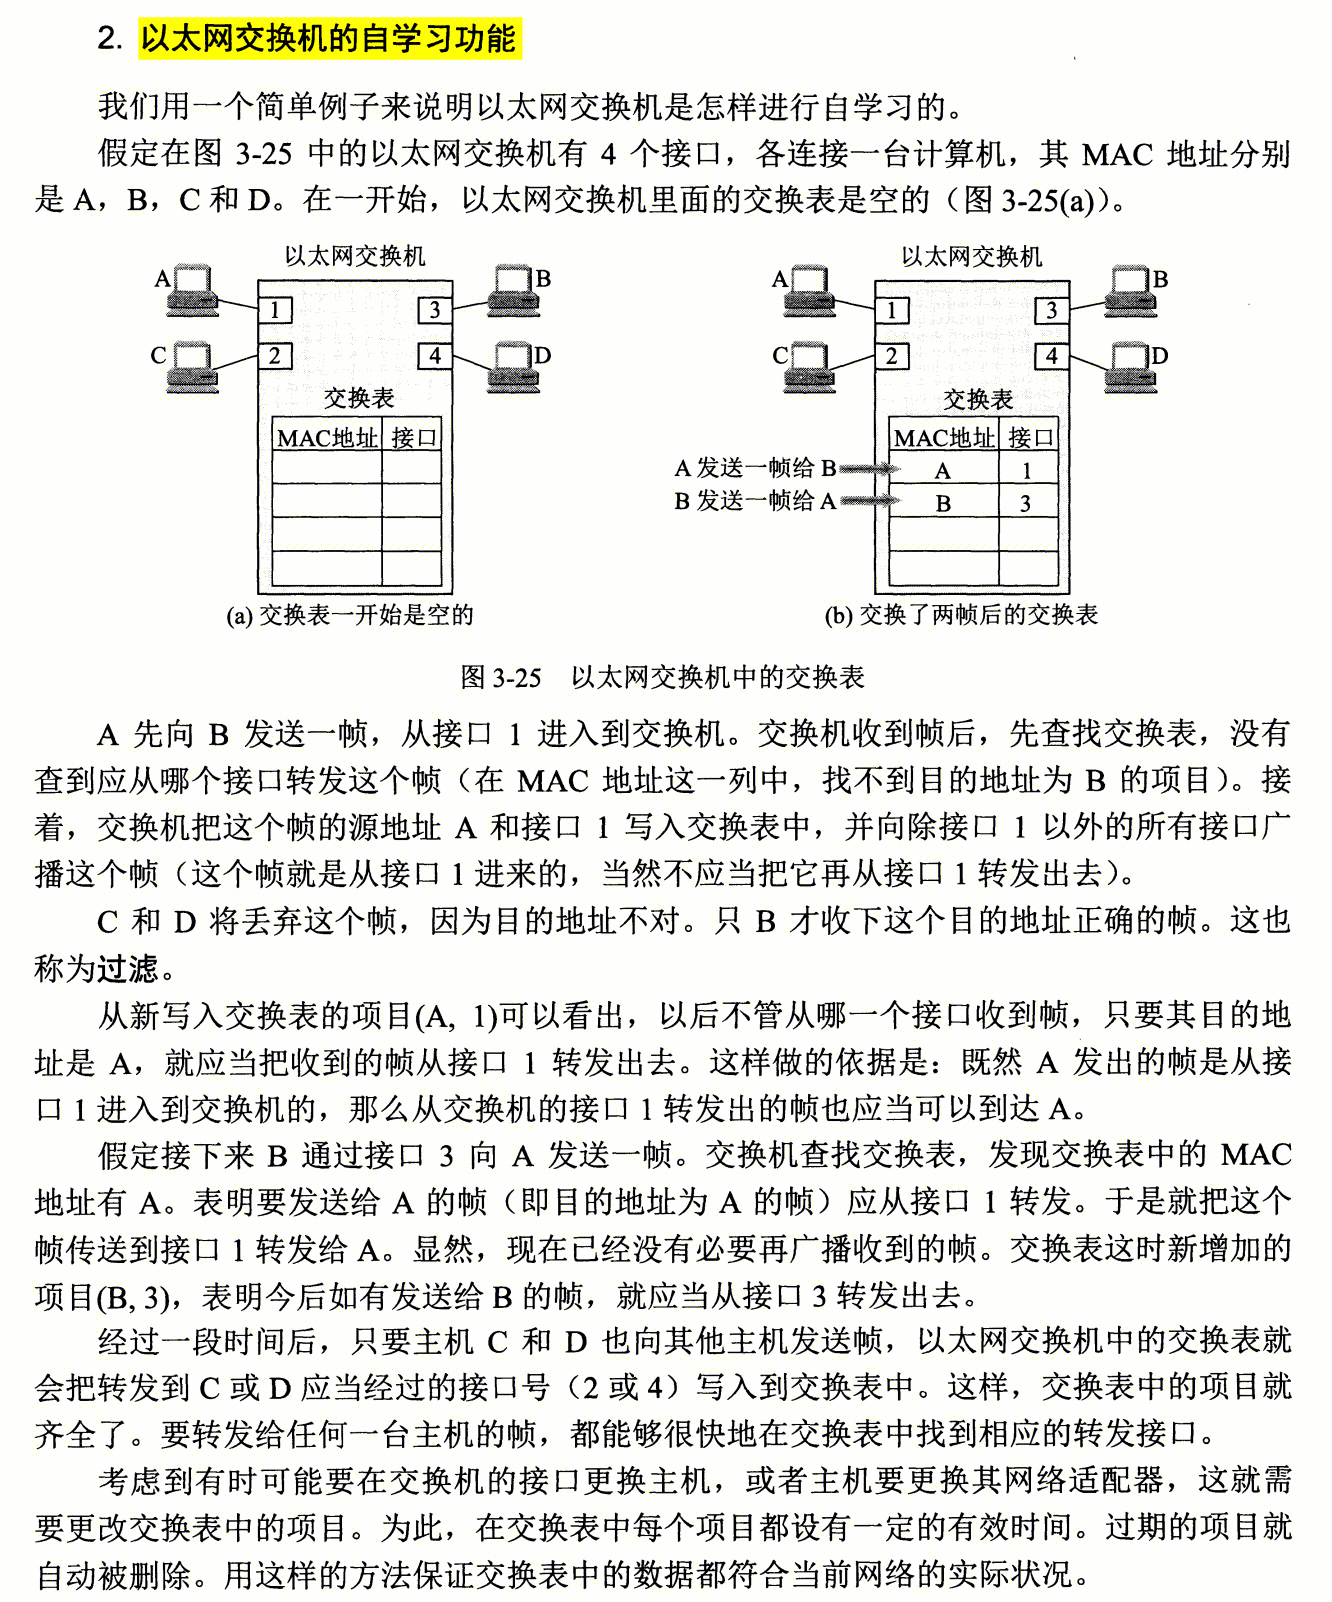 2. 以太网交换机的自学习功能
我们用一个简单例子来说明以太网交换机是怎样进行自学习的。
假定在图 3-25 中的以太网交换机有 4 个接口，各连接一台计算机，其 MAC 地址分别
是 A，B，C 和 D。在一开始，以太网交换机里面的交换表是空的（图 3-25(a)）。
以太网交换机
A
B
1
3
C
2
4
D
交换表
MAC地址 接口
(a) 交换表一开始是空的
以太网交换机
A
B
1
3
C
2
4
D
交换表
MAC地址 接口
A 发送一帧给 B
A 1
B 发送一帧给 A
B 3
(b) 交换了两帧后的交换表
图 3-25 以太网交换机中的交换表
A 先向 B 发送一帧，从接口 1 进入到交换机。交换机收到帧后，先查找交换表，没有
查到应从哪个接口转发这个帧（在 MAC 地址这一列中，找不到目的地址为 B 的项目）。接
着，交换机把这个帧的源地址 A 和接口 1 写入交换表中，并向除接口 1 以外的所有接口广
播这个帧（这个帧就是从接口 1 进来的，当然不应当把它再从接口 1 转发出去）。
C 和 D 将丢弃这个帧，因为目的地址不对。只 B 才收下这个目的地址正确的帧。这也
称为过滤。
从新写入交换表的项目(A, 1)可以看出，以后不管从哪一个接口收到帧，只要其目的地
址是 A，就应当把收到的帧从接口 1 转发出去。这样做的依据是：既然 A 发出的帧是从接
口 1 进入到交换机的，那么从交换机的接口 1 转发出的帧也应当可以到达 A。
假定接下来 B 通过接口 3 向 A 发送一帧。交换机查找交换表，发现交换表中的 MAC
地址有 A。表明要发送给 A 的帧（即目的地址为 A 的帧）应从接口 1 转发。于是就把这个
帧传送到接口 1 转发给 A。显然，现在已经没有必要再广播收到的帧。交换表这时新增加的
项目(B, 3)，表明今后如有发送给 B 的帧，就应当从接口 3 转发出去。
经过一段时间后，只要主机 C 和 D 也向其他主机发送帧，以太网交换机中的交换表就
会把转发到 C 或 D 应当经过的接口号（2 或 4）写入到交换表中。这样，交换表中的项目就
齐全了。要转发给任何一台主机的帧，都能够很快地在交换表中找到相应的转发接口。
考虑到有时可能要在交换机的接口更换主机，或者主机要更换其网络适配器，这就需
要更改交换表中的项目。为此，在交换表中每个项目都设有一定的有效时间。过期的项目就
自动被删除。用这样的方法保证交换表中的数据都符合当前网络的实际状况。